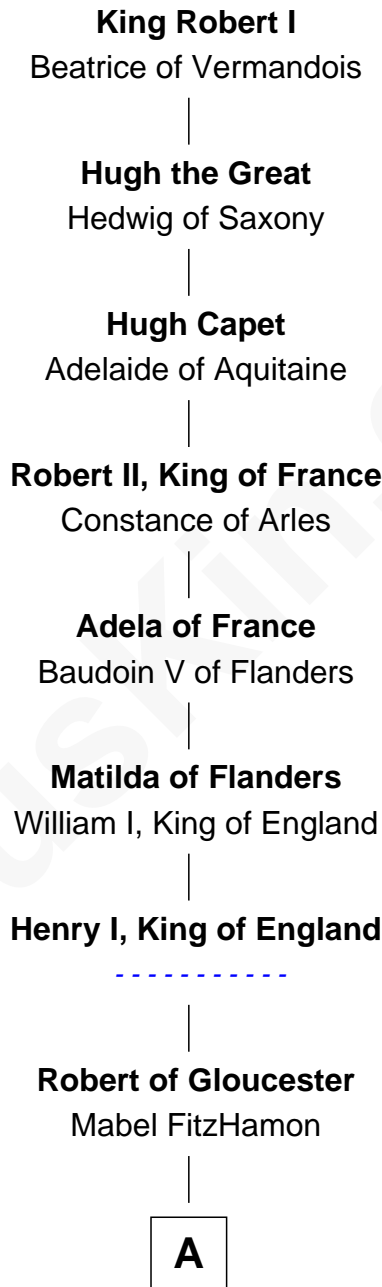 King Robert I
Beatrice of Vermandois
Hugh the Great
Hedwig of Saxony
Hugh Capet
Adelaide of Aquitaine
Robert II, King of France
Constance of Arles
Adela of France
Baudoin V of Flanders
Matilda of Flanders
William I, King of England
Henry I, King of England
- - - - - - - - - - -
Robert of Gloucester
Mabel FitzHamon
A